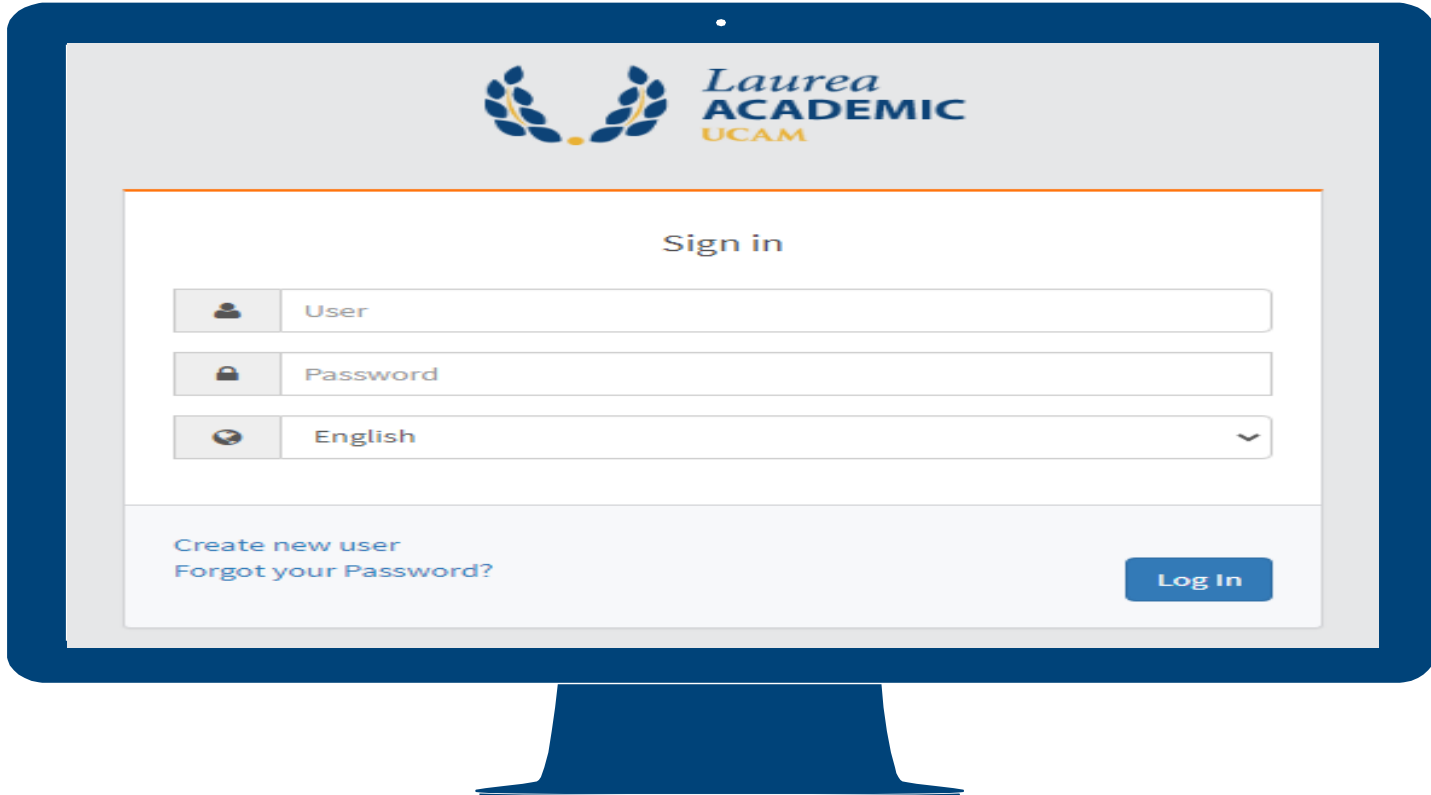 Laurea
ACADEMIC
UCAM
Sign in
User
Password
English
Create new user
Forgot your Password?
Log In